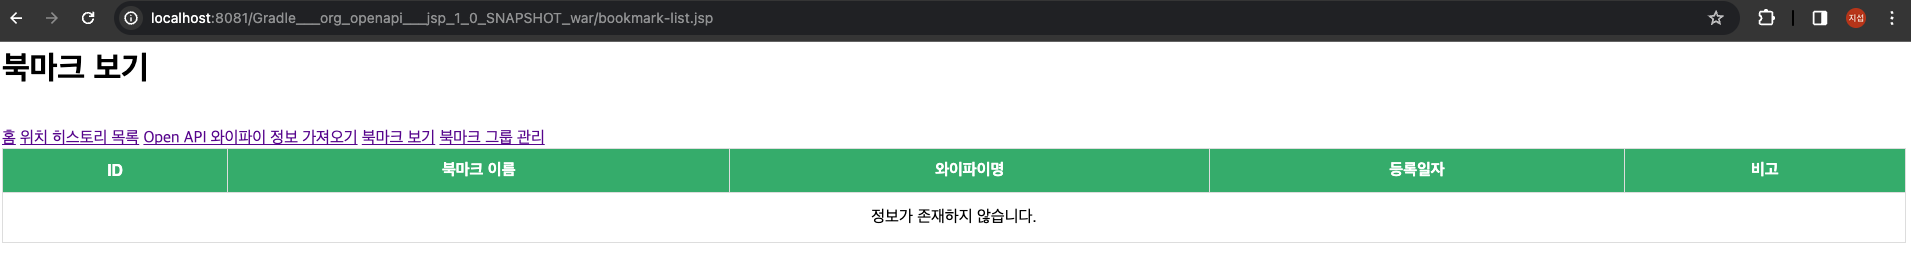 localhost:8081/Gradle___org_openapi___jsp_1_0_SNAPSHOT_war/bookmark-list.jsp
지섭
북마크 보기
홈 위치 히스토리 목록 Open API 와이파이 정보 가져오기 북마크 보기 북마크 그룹 관리
ID 북마크 이름 와이파이명 등록일자 비고
정보가 존재하지 않습니다.